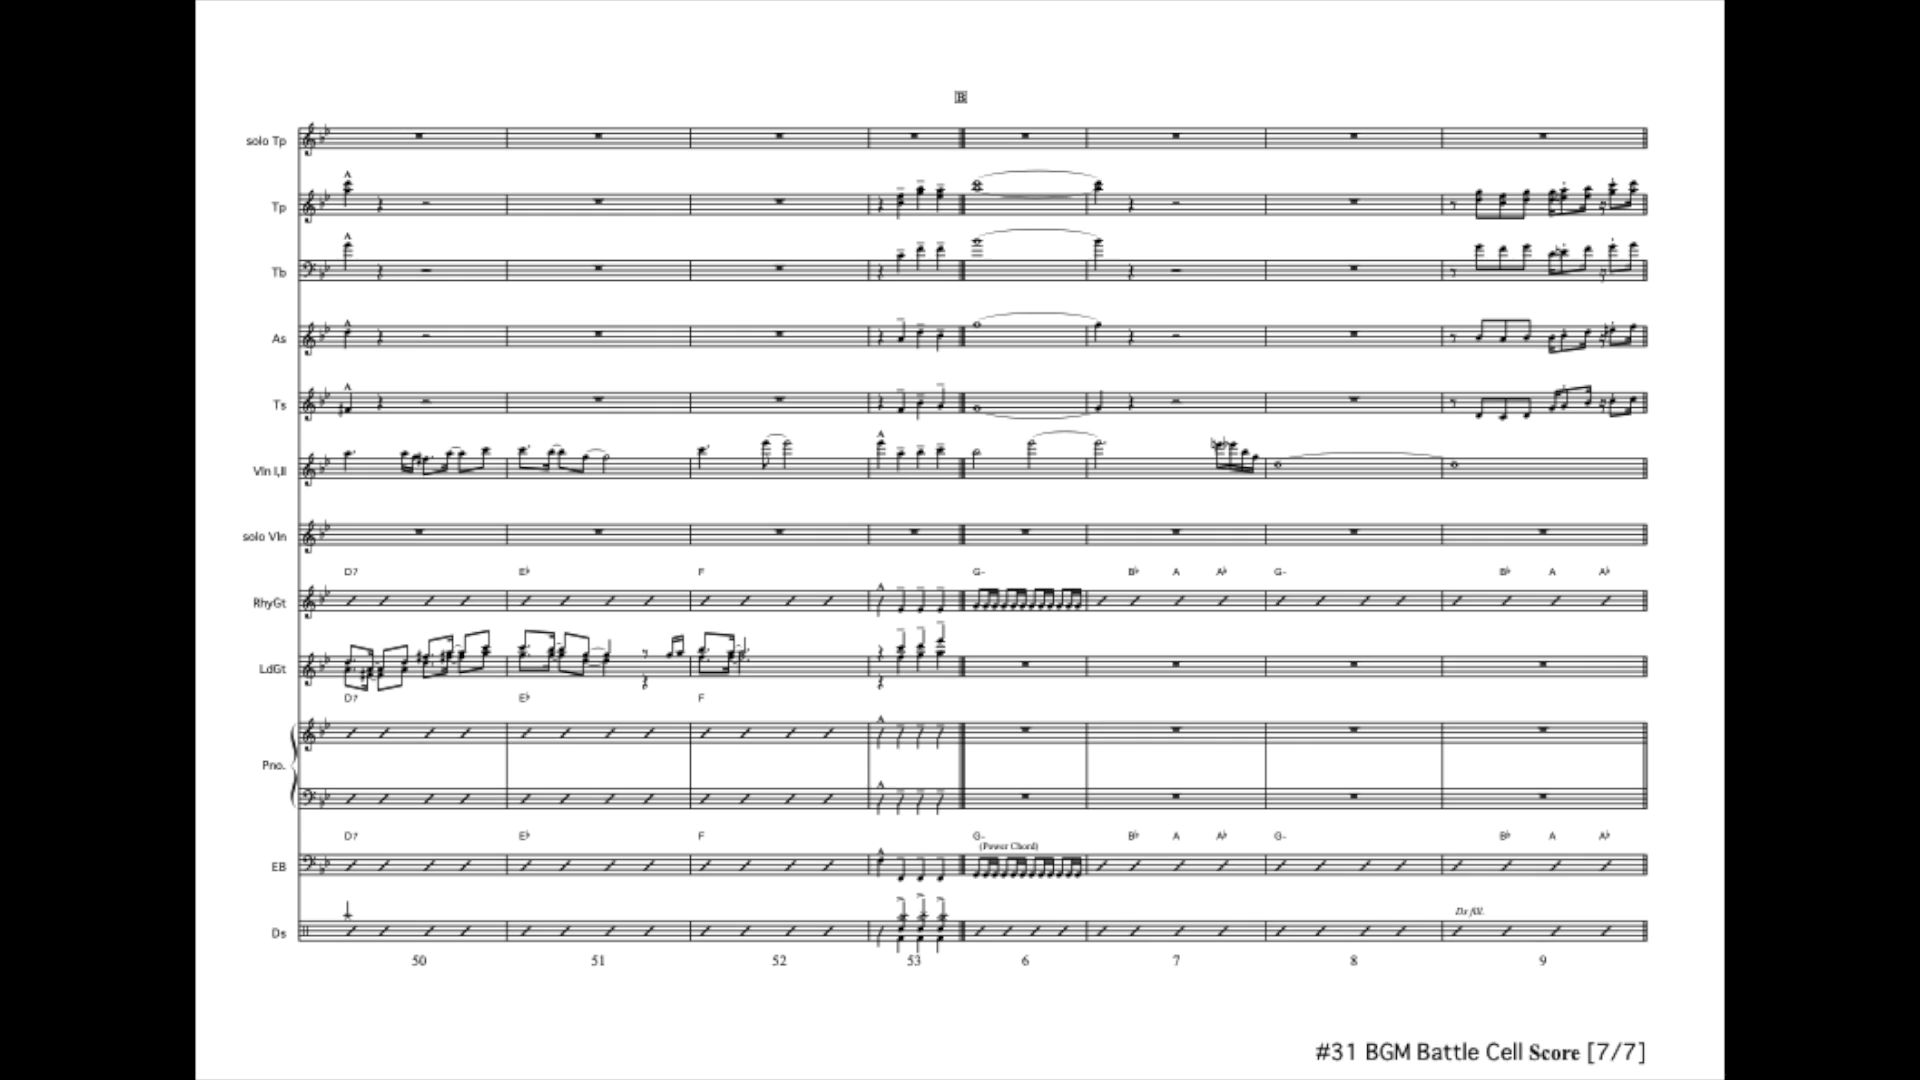 B
solo Tp
Tp
Tb
As
Ts
Vln I,II
solo Vln
D7 E♭ F G- B♭ A A♭ G- B♭ A A♭
RhyGt
LdGt
D7 E♭ F
Pno.
D7 E♭ F G- B♭ A A♭ G- B♭ A A♭
(Power Chord)
EB
Ds fill.
Ds
50 51 52 53 6 7 8 9
#31 BGM Battle Cell Score [7/7]